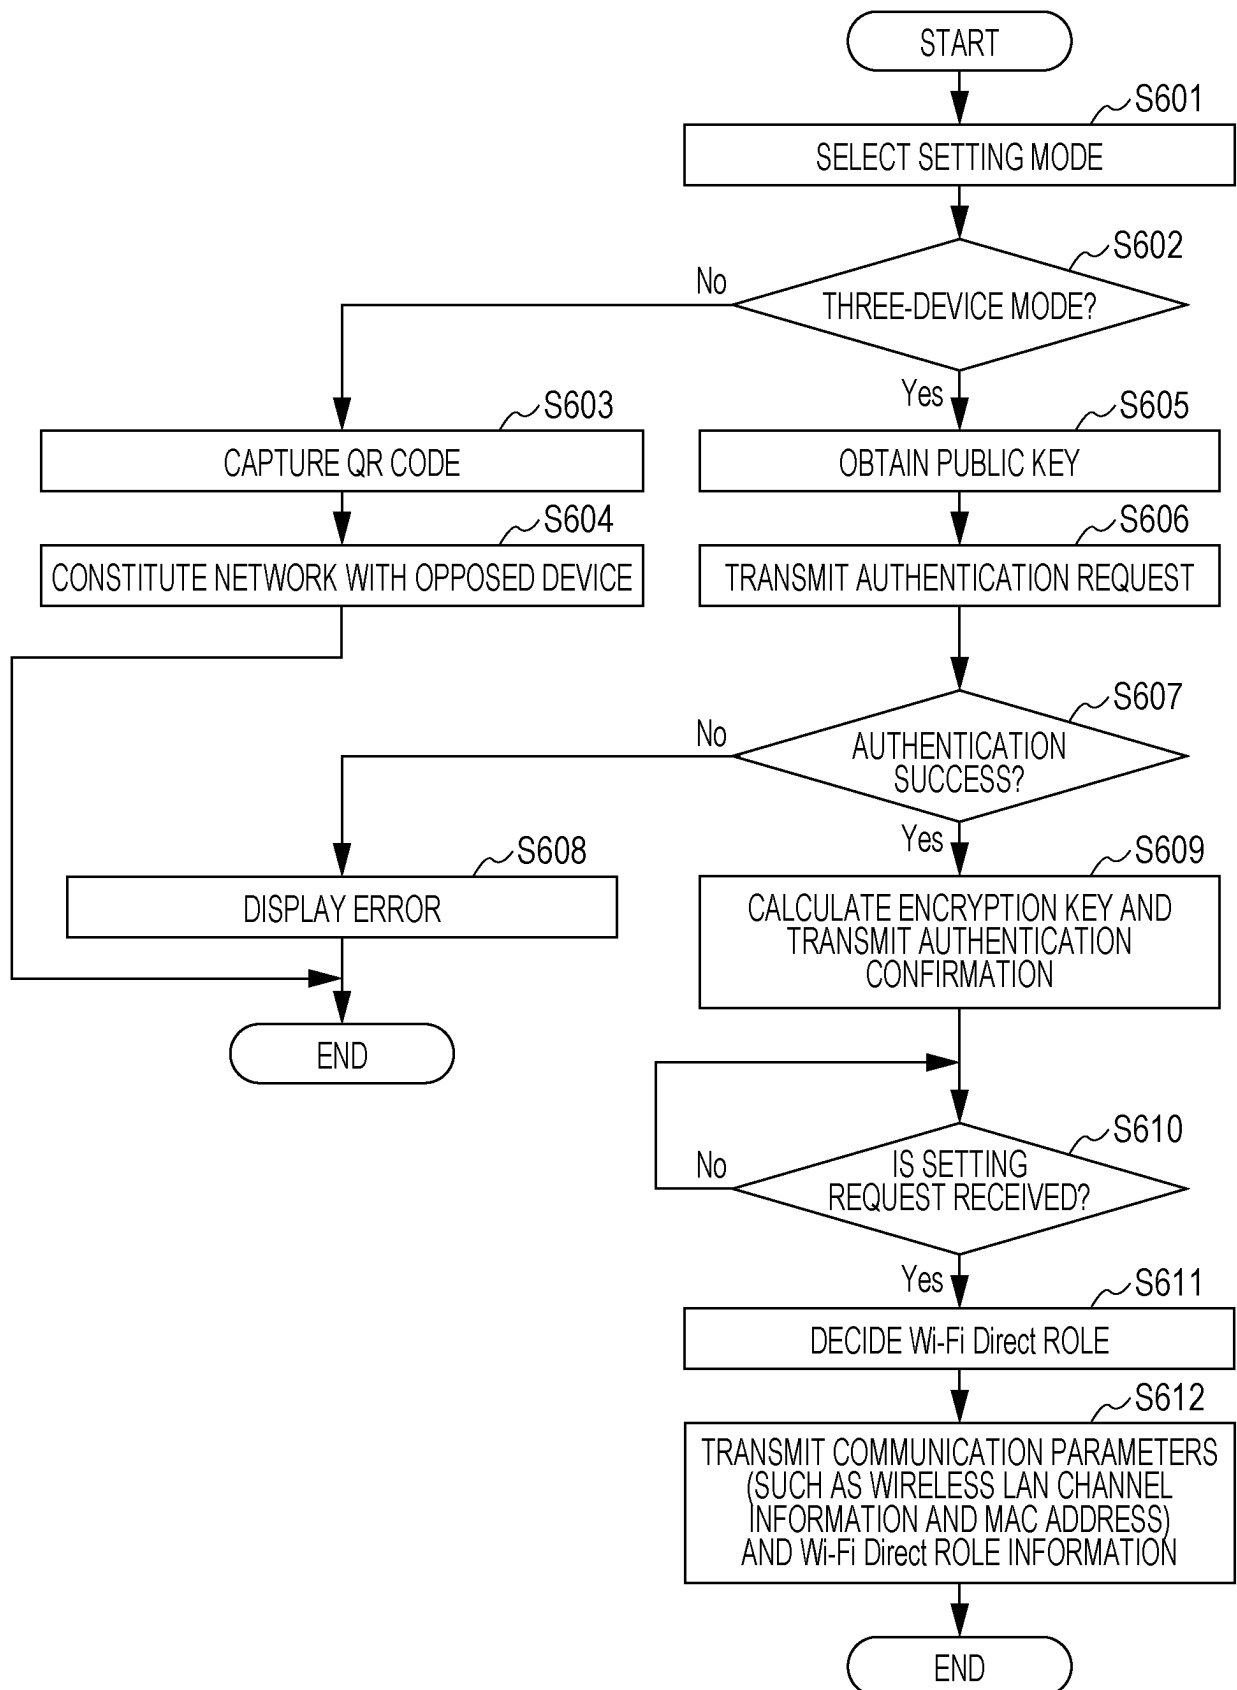 START
S601
SELECT SETTING MODE
S602
No
THREE-DEVICE MODE?
Yes
S603
S605
CAPTURE QR CODE
OBTAIN PUBLIC KEY
S604
S606
CONSTITUTE NETWORK WITH OPPOSED DEVICE
TRANSMIT AUTHENTICATION REQUEST
S607
No
AUTHENTICATION
SUCCESS?
Yes
S608
S609
DISPLAY ERROR
CALCULATE ENCRYPTION KEY AND
TRANSMIT AUTHENTICATION
CONFIRMATION
END
S610
No
IS SETTING
REQUEST RECEIVED?
Yes
S611
DECIDE Wi-Fi Direct ROLE
S612
TRANSMIT COMMUNICATION PARAMETERS
(SUCH AS WIRELESS LAN CHANNEL
INFORMATION AND MAC ADDRESS)
AND Wi-Fi Direct ROLE INFORMATION
END